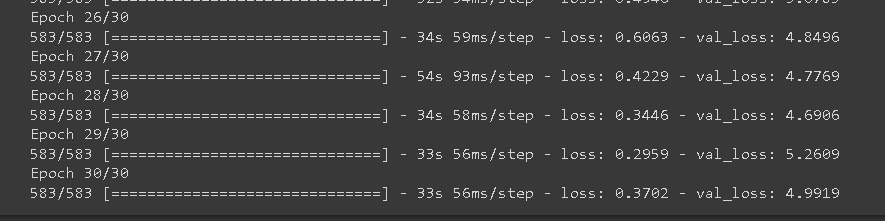 Epoch 26/30
583/583 [==============================] - 34s 59ms/step - loss: 0.6063 - val_loss: 4.8496
Epoch 27/30
583/583 [==============================] - 54s 93ms/step - loss: 0.4229 - val_loss: 4.7769
Epoch 28/30
583/583 [==============================] - 34s 58ms/step - loss: 0.3446 - val_loss: 4.6906
Epoch 29/30
583/583 [==============================] - 33s 56ms/step - loss: 0.2959 - val_loss: 5.2609
Epoch 30/30
583/583 [==============================] - 33s 56ms/step - loss: 0.3702 - val_loss: 4.9919